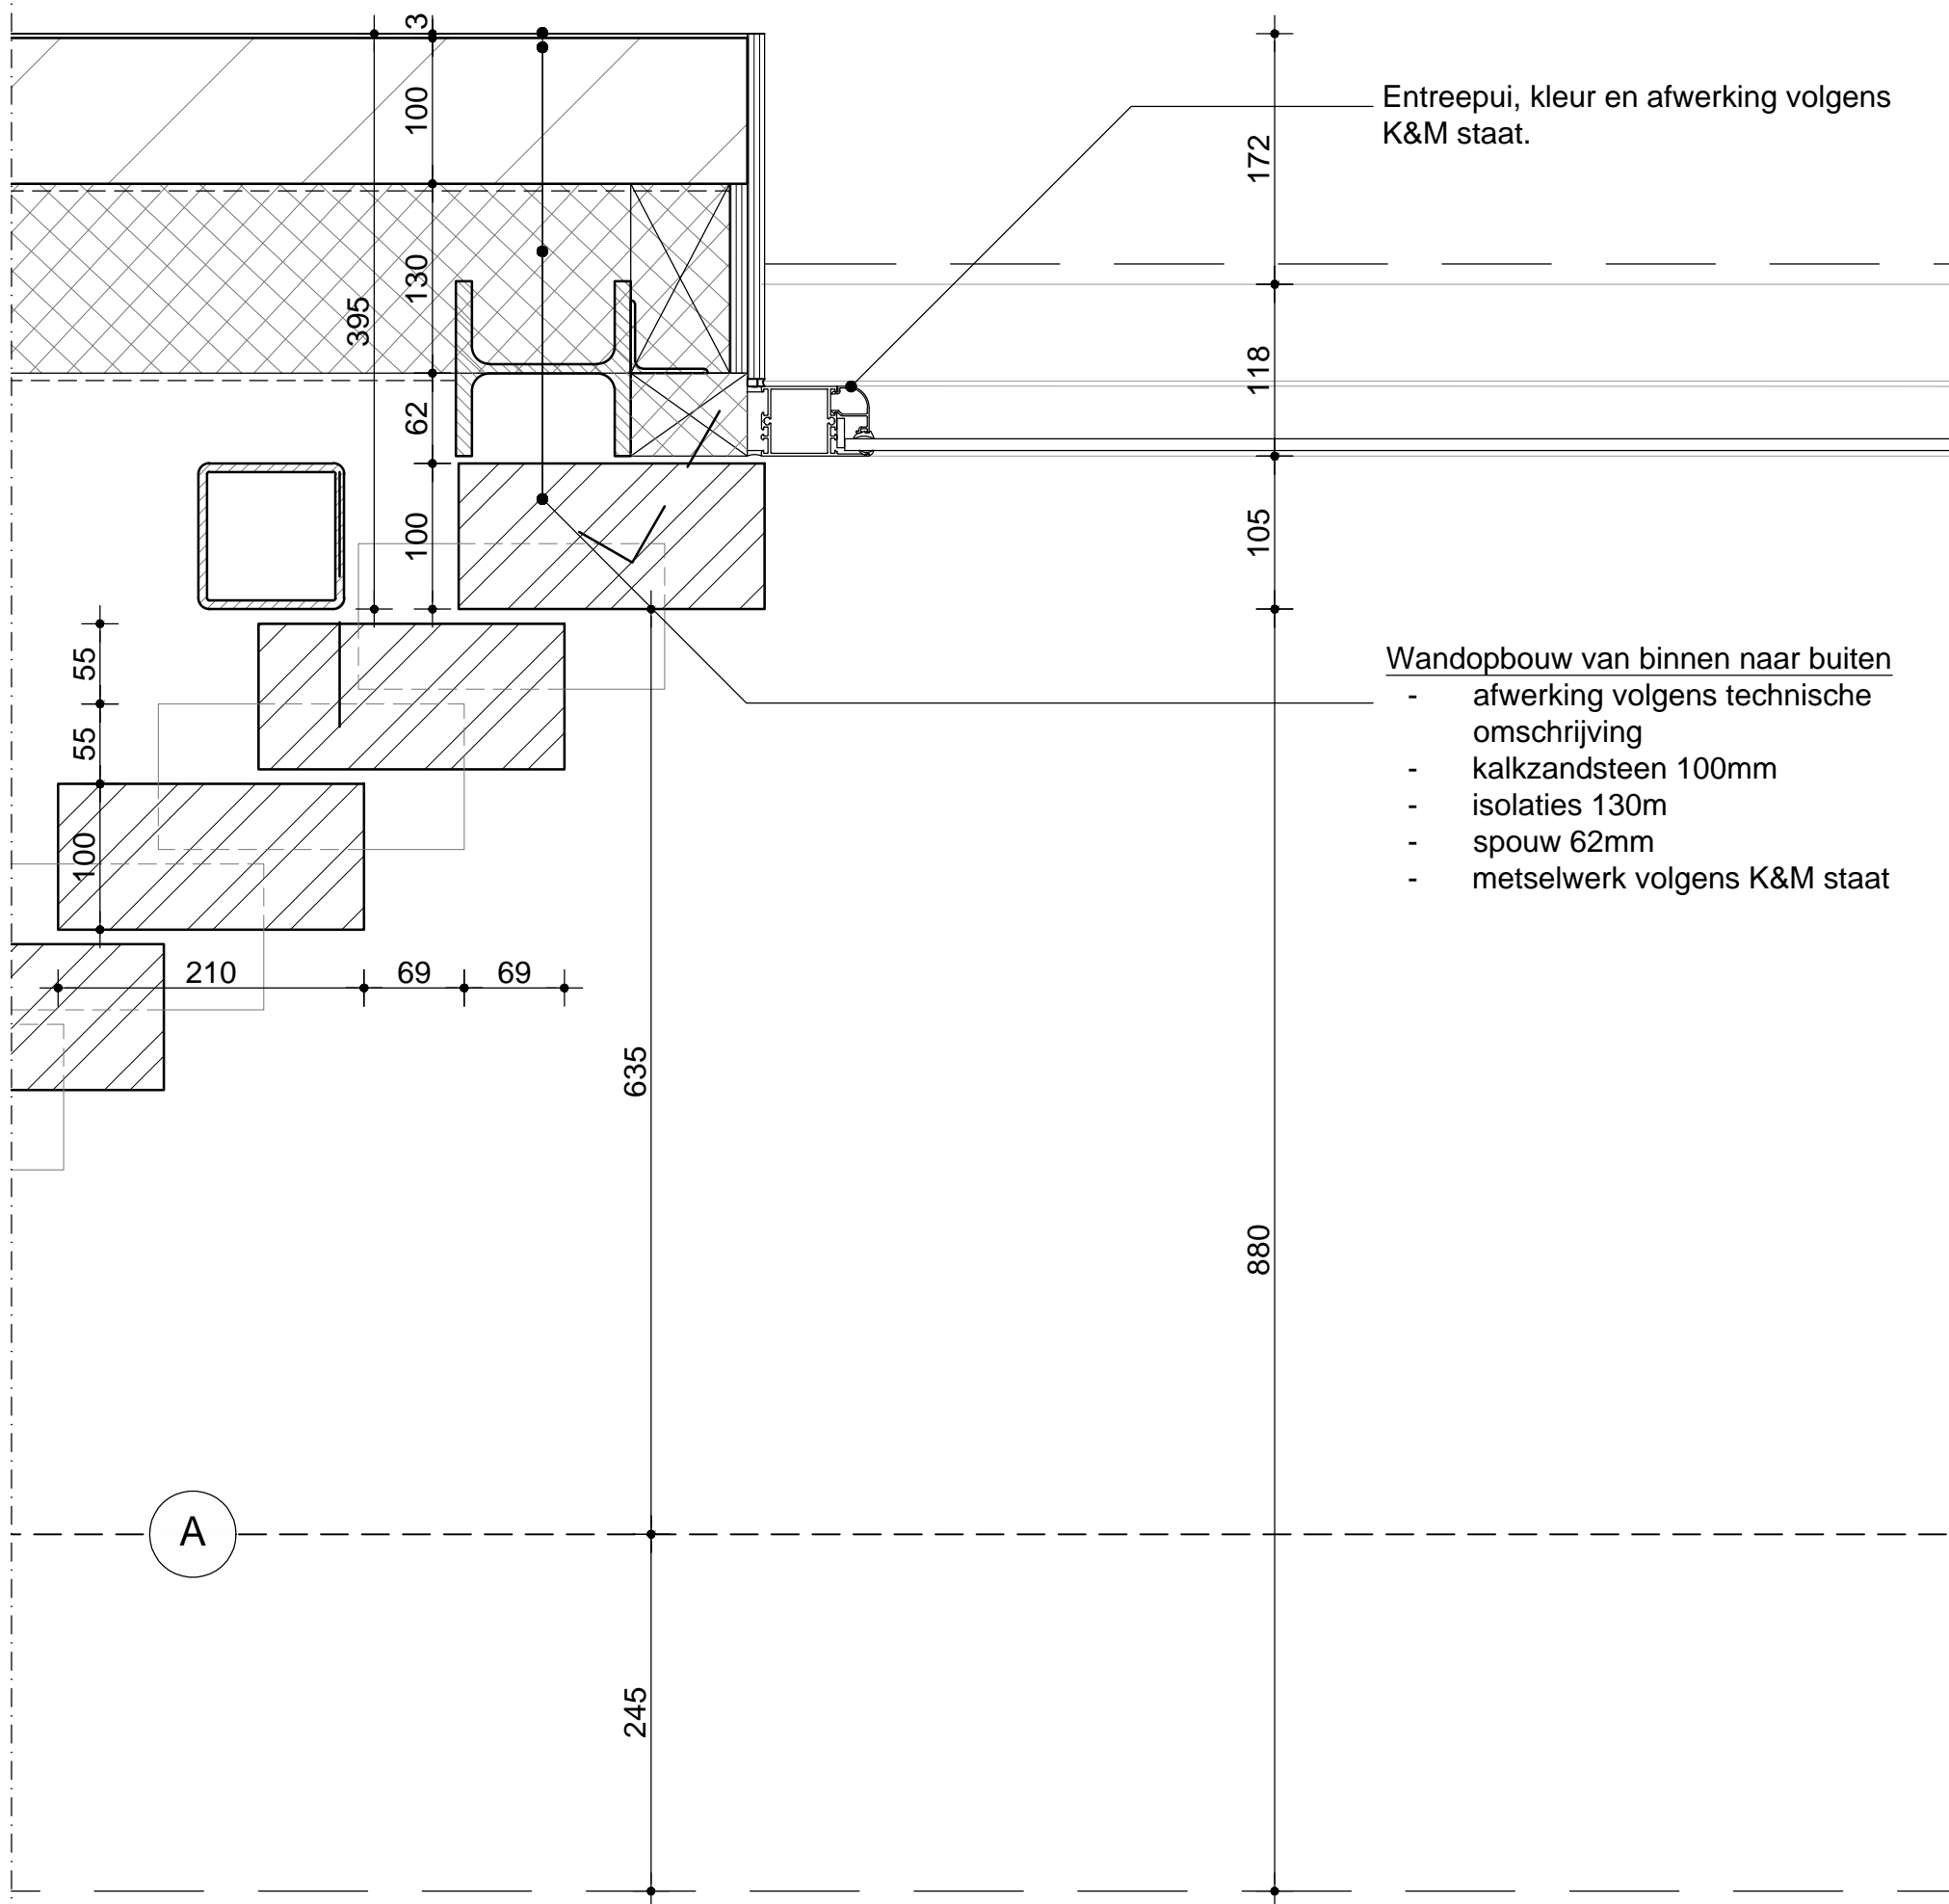 3
100
172
Entreepui, kleur en afwerking volgens
K&M staat.
130
395
118
62
100
105
55
55
100
Wandopbouw van binnen naar buiten
- afwerking volgens technische
omschrijving
- kalkzandsteen 100mm
- isolaties 130m
- spouw 62mm
- metselwerk volgens K&M staat
210 69 69
635
880
A
245